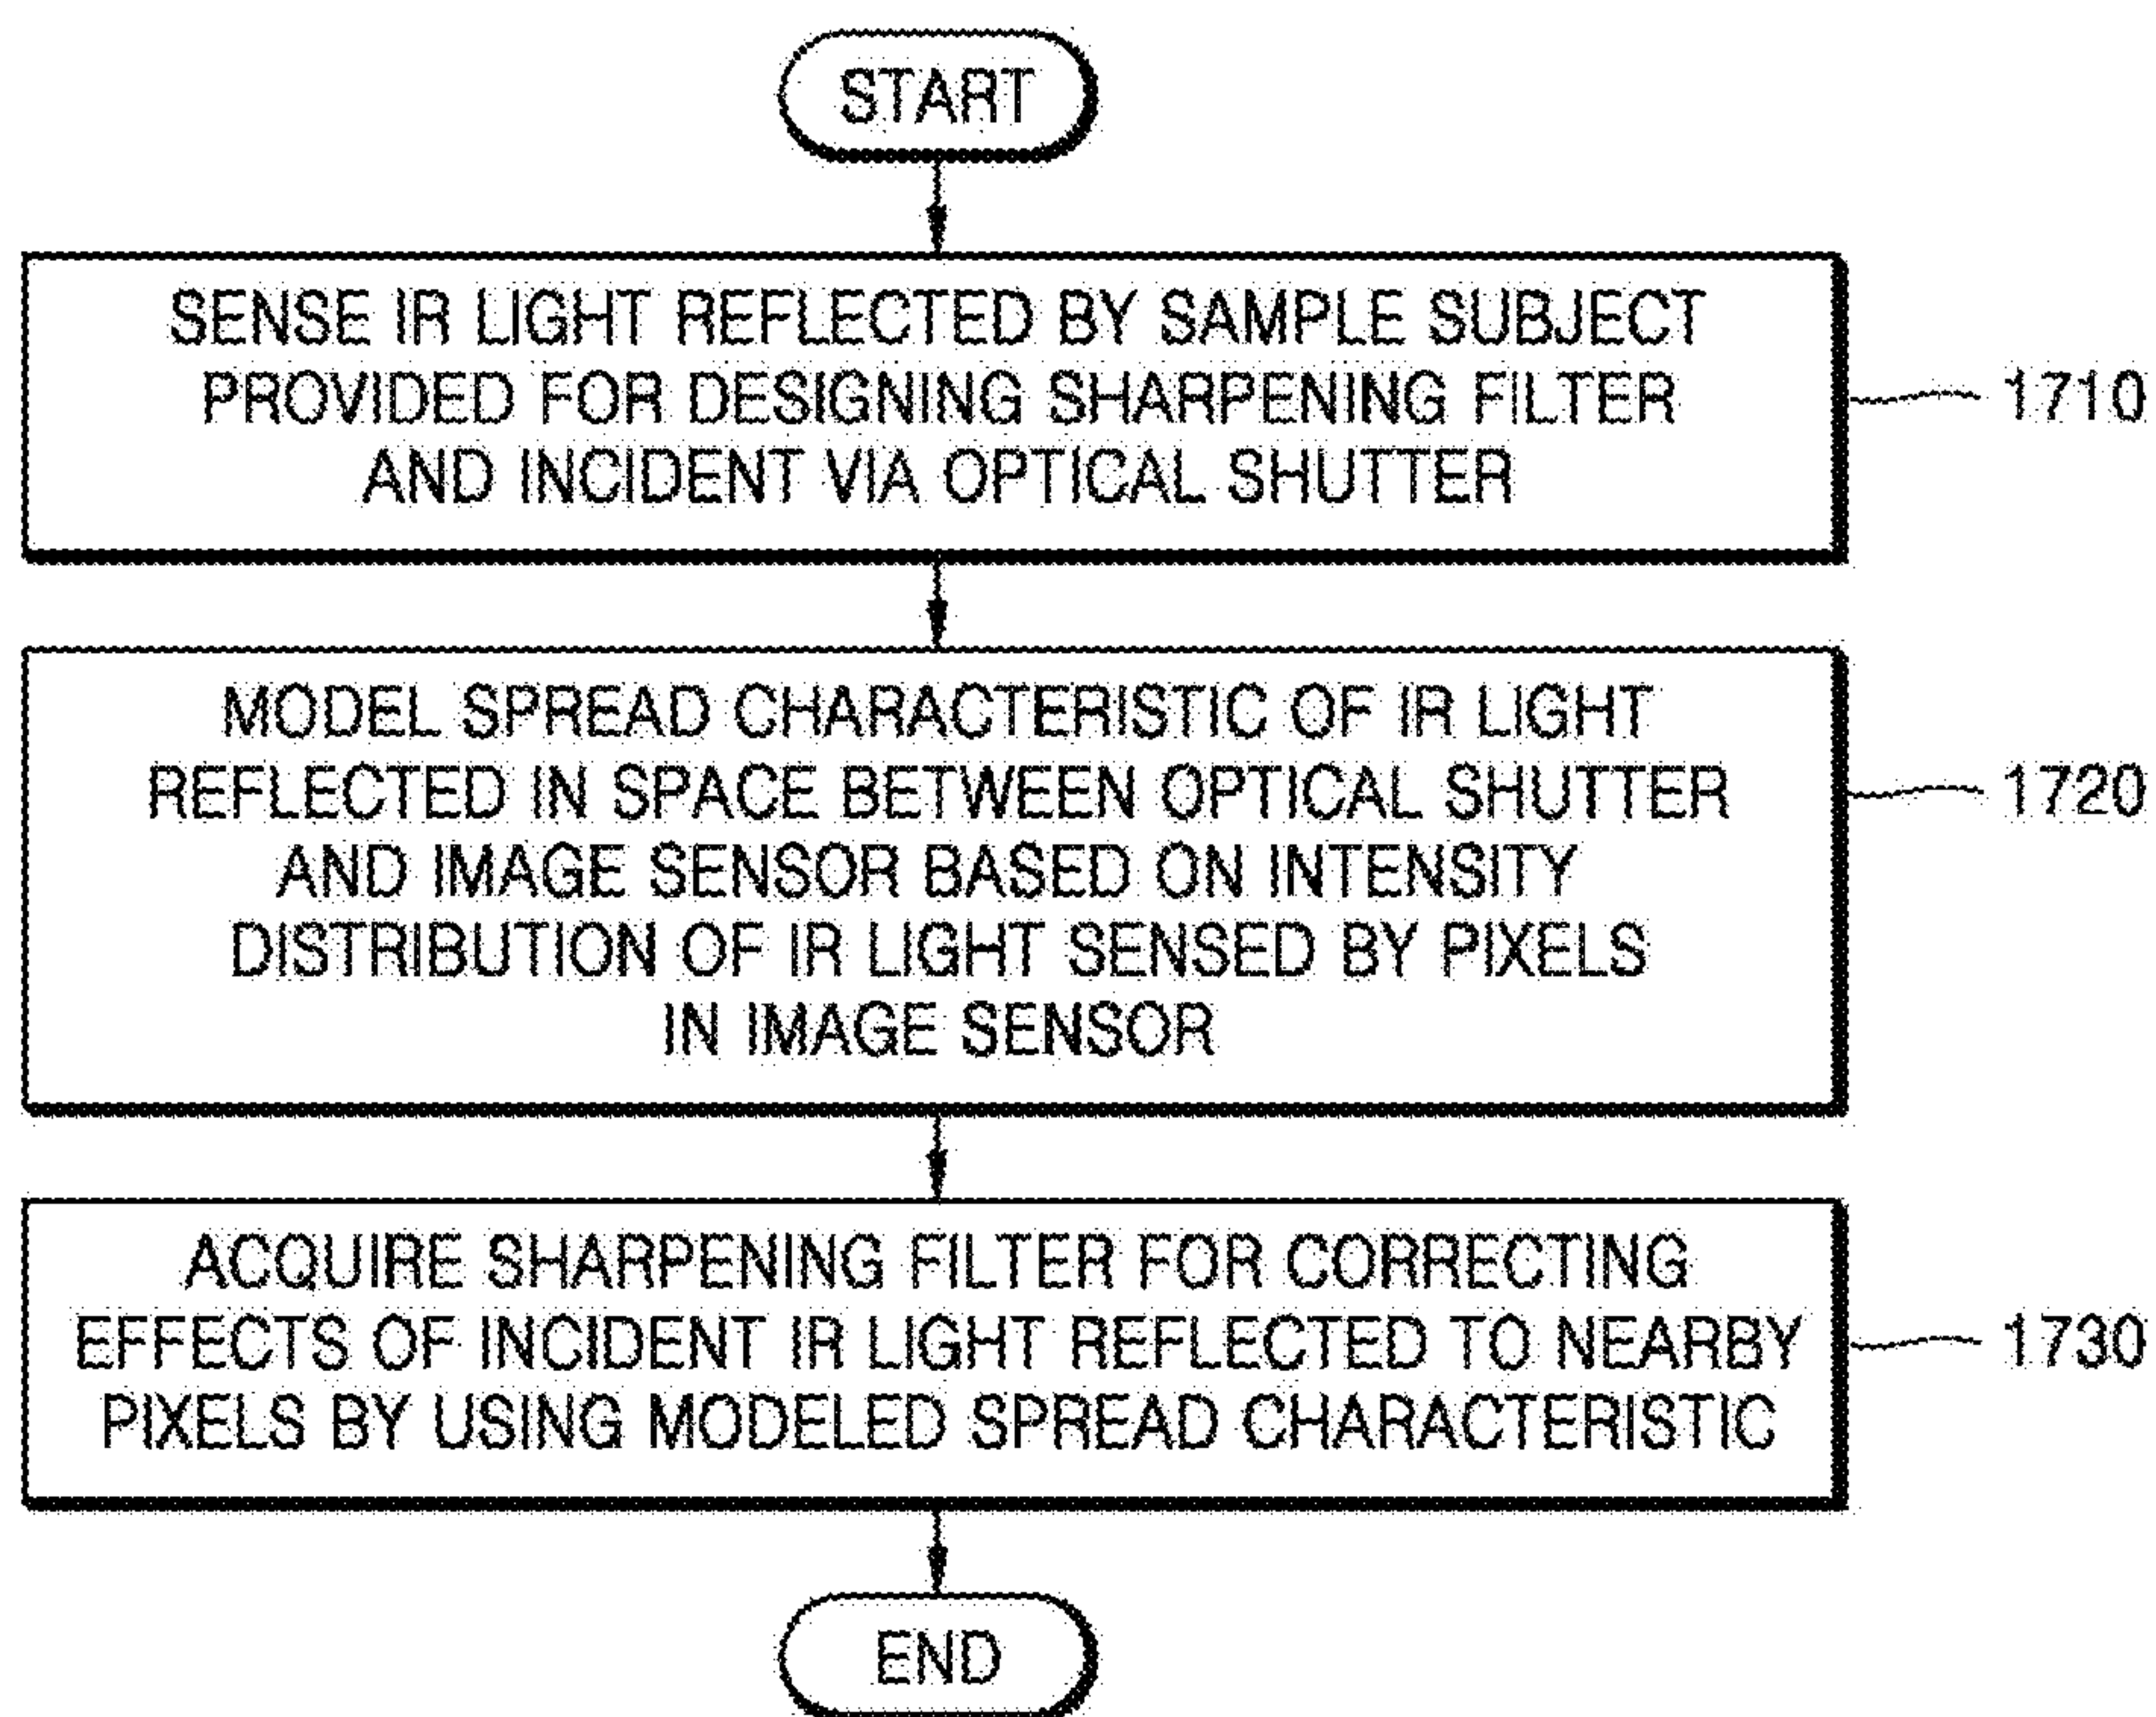 START
SENSE IR LIGHT REFLECTED BY SAMPLE SUBJECT
PROVIDED FOR DESIGNING SHARPENING FILTER
AND INCIDENT VIA OPTICAL SHUTTER
1710
MODEL SPREAD CHARACTERISTIC OF IR LIGHT
REFLECTED IN SPACE BETWEEN OPTICAL SHUTTER
AND IMAGE SENSOR BASED ON INTENSITY
DISTRIBUTION OF IR LIGHT SENSED BY PIXELS
IN IMAGE SENSOR
1720
ACQUIRE SHARPENING FILTER FOR CORRECTING
EFFECTS OF INCIDENT IR LIGHT REFLECTED TO NEARBY
PIXELS BY USING MODELED SPREAD CHARACTERISTIC
1730
END